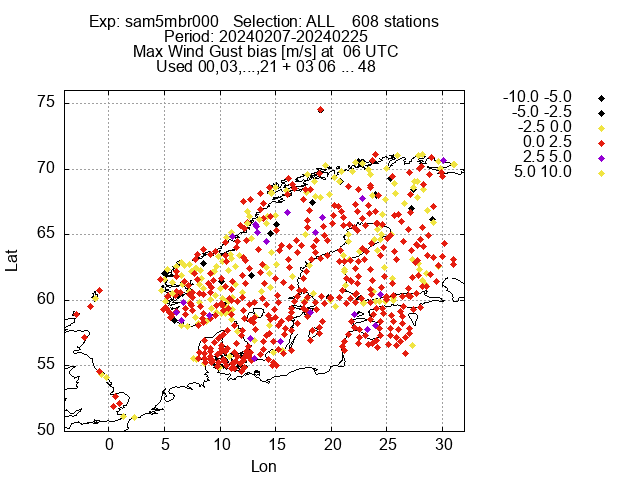 Exp: sam5mbr000   Selection: ALL    608 stations
Period: 20240207-20240225
Max Wind Gust bias [m/s] at  06 UTC
Used 00,03,...,21 + 03 06 ... 48
-10.0 -5.0
-5.0 -2.5
-2.5 0.0
0.0 2.5
2.5 5.0
5.0 10.0
75
70
65
60
55
50
Lat
0 5 10 15 20 25 30
Lon